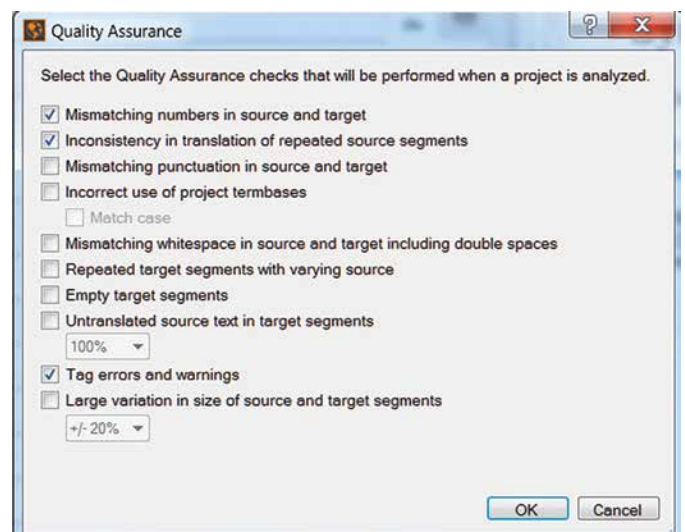 Quality Assurance
Select the Quality Assurance checks that will be performed when a project is analyzed.
Mismatching numbers in source and target
Inconsistency in translation of repeated source segments
Mismatching punctuation in source and target
Incorrect use of project termbases
Match case
Mismatching whitespace in source and target including double spaces
Repeated target segments with varying source
Empty target segments
Untranslated source text in target segments
100%
Tag errors and warnings
Large variation in size of source and target segments
+/- 20%
OK Cancel